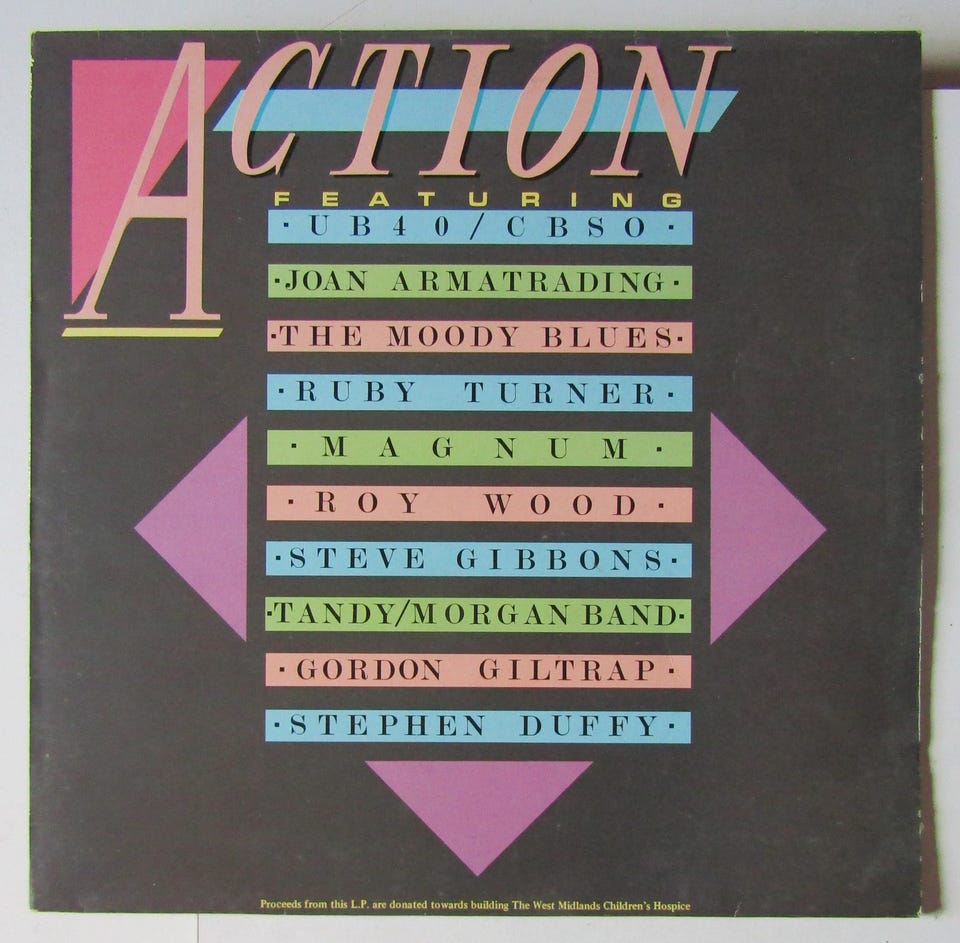 ACTION
FEATURING
·UB40/CBSO·
·JOAN ARMATRADING·
·THE MOODY BLUES·
·RUBY TURNER·
·MAGNUM·
·ROY WOOD·
·STEVE GIBBONS·
·TANDY/MORGAN BAND·
·GORDON GILTRAP·
·STEPHEN DUFFY·
Proceeds from this L.P. are donated towards building The West Midlands Children's Hospice